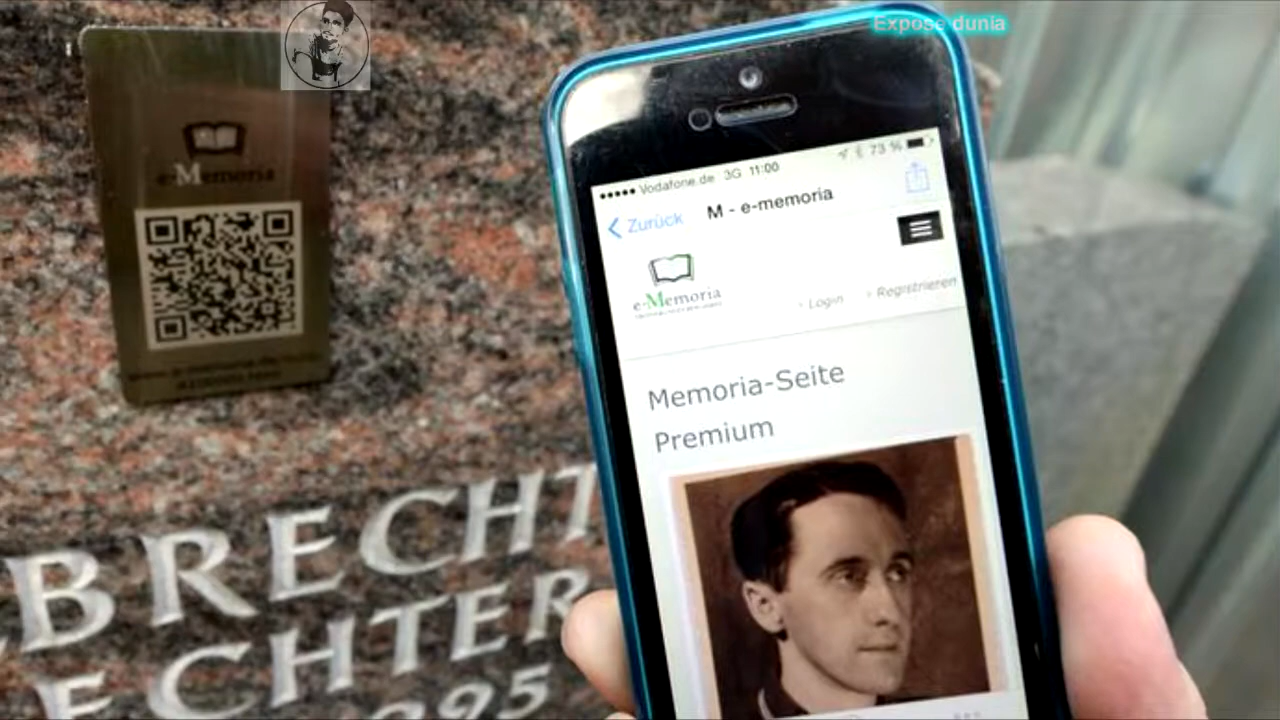 Expose dunia
e-Memoria
Vodafone.de 3G 11:00 73 %
Zurück
M - e-memoria
e-Memoria
Login
Registrieren
Memoria-Seite
Premium
BRECHT
ECHTER
95